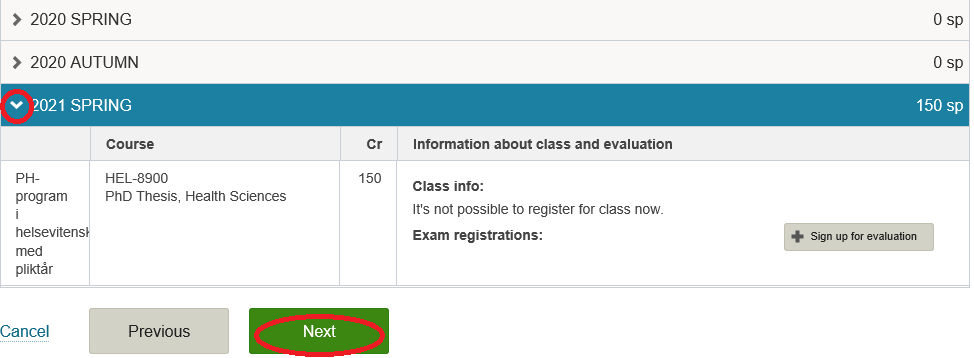 2020 SPRING 0 sp
2020 AUTUMN 0 sp
2021 SPRING 150 sp
Course Cr Information about class and evaluation
PH-
program
i
helsevitensk
med
pliktår
HEL-8900
PhD Thesis, Health Sciences
150
Class info:
It's not possible to register for class now.
Exam registrations:
Sign up for evaluation
Cancel Previous Next